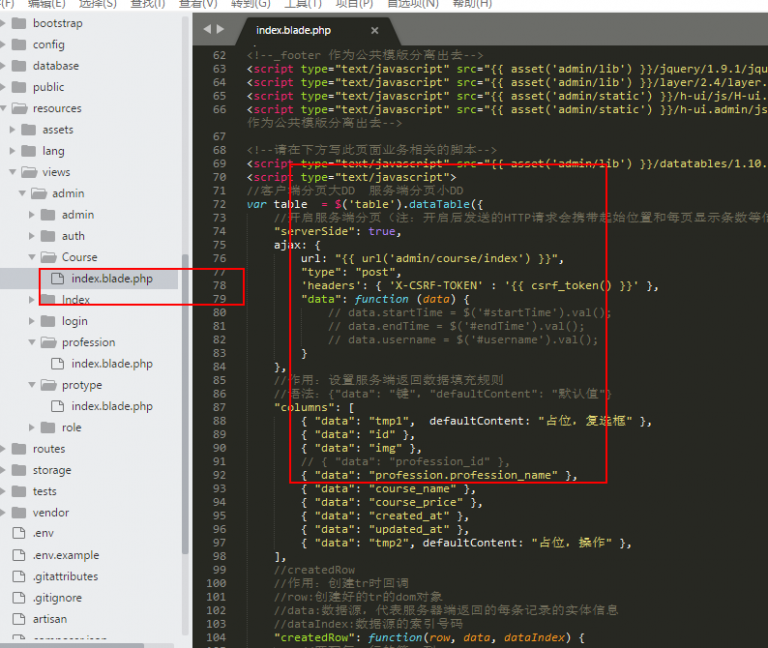 编辑(E) 选择(S) 查找(I) 查看(V) 转到(G) 工具(T) 项目(P) 首选项(N) 帮助(H)
bootstrap
config
database
public
resources
assets
lang
views
admin
admin
auth
Course
index.blade.php
Index
login
profession
index.blade.php
protype
index.blade.php
role
routes
storage
tests
vendor
.env
.env.example
.gitattributes
.gitignore
artisan
composer.json
index.blade.php
62 <!--_footer 作为公共模版分离出去-->
63 <script type="text/javascript" src="{{ asset('admin/lib') }}/jquery/1.9.1/jqu
64 <script type="text/javascript" src="{{ asset('admin/lib') }}/layer/2.4/layer.
65 <script type="text/javascript" src="{{ asset('admin/static') }}/h-ui/js/H-ui.
66 <script type="text/javascript" src="{{ asset('admin/static') }}/h-ui.admin/js
作为公共模版分离出去-->
67
68 <!--请在下方写此页面业务相关的脚本-->
69 <script type="text/javascript" src="{{ asset('admin/lib') }}/datatables/1.10.
70 <script type="text/javascript">
71 //客户端分页大DD 服务端分页小DD
72 var table = $('table').dataTable({
73 //开启服务端分页（注：开启后发送的HTTP请求会携带起始位置和每页显示条数等
74 "serverSide": true,
75 ajax: {
76 url: "{{ url('admin/course/index') }}",
77 "type": "post",
78 'headers': { 'X-CSRF-TOKEN' : '{{ csrf_token() }}' },
79 "data": function (data) {
80 // data.startTime = $('#startTime').val();
81 // data.endTime = $('#endTime').val();
82 // data.username = $('#username').val();
83 }
84 },
85 //作用：设置服务端返回数据填充规则
86 //语法：{"data": "键", "defaultContent": "默认值"}
87 "columns": [
88 { "data": "tmp1", defaultContent: "占位，复选框" },
89 { "data": "id" },
90 { "data": "img" },
91 // { "data": "profession_id" },
92 { "data": "profession.profession_name" },
93 { "data": "course_name" },
94 { "data": "course_price" },
95 { "data": "created_at" },
96 { "data": "updated_at" },
97 { "data": "tmp2", defaultContent: "占位，操作" },
98 ],
99 //createdRow
100 //作用：创建tr时回调
101 //row:创建好的tr的dom对象
102 //data:数据源，代表服务器端返回的每条记录的实体信息
103 //dataIndex:数据源的索引号码
104 "createdRow": function(row, data, dataIndex) {